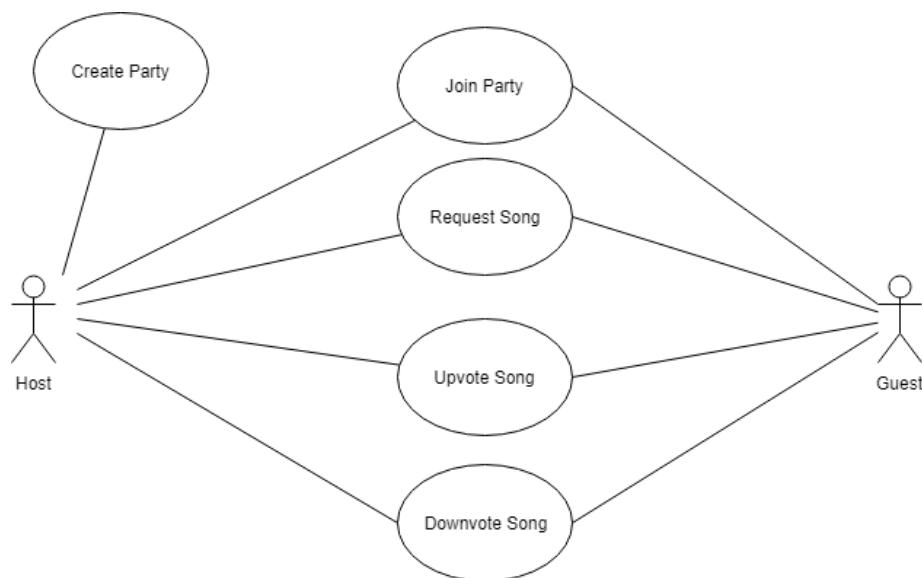 Create Party
Join Party
Request Song
Upvote Song
Downvote Song
Host
Guest